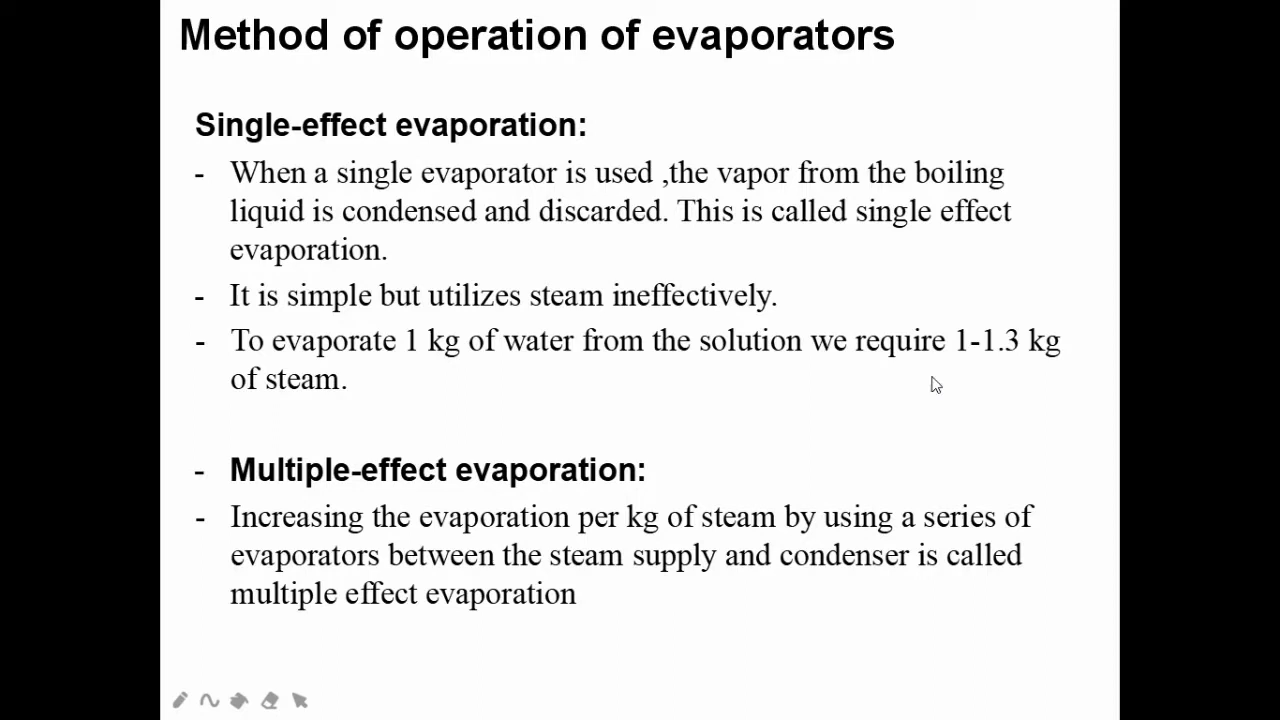 Method of operation of evaporators
Single-effect evaporation:
- When a single evaporator is used ,the vapor from the boiling
liquid is condensed and discarded. This is called single effect
evaporation.
- It is simple but utilizes steam ineffectively.
- To evaporate 1 kg of water from the solution we require 1-1.3 kg
of steam.
- Multiple-effect evaporation:
- Increasing the evaporation per kg of steam by using a series of
evaporators between the steam supply and condenser is called
multiple effect evaporation